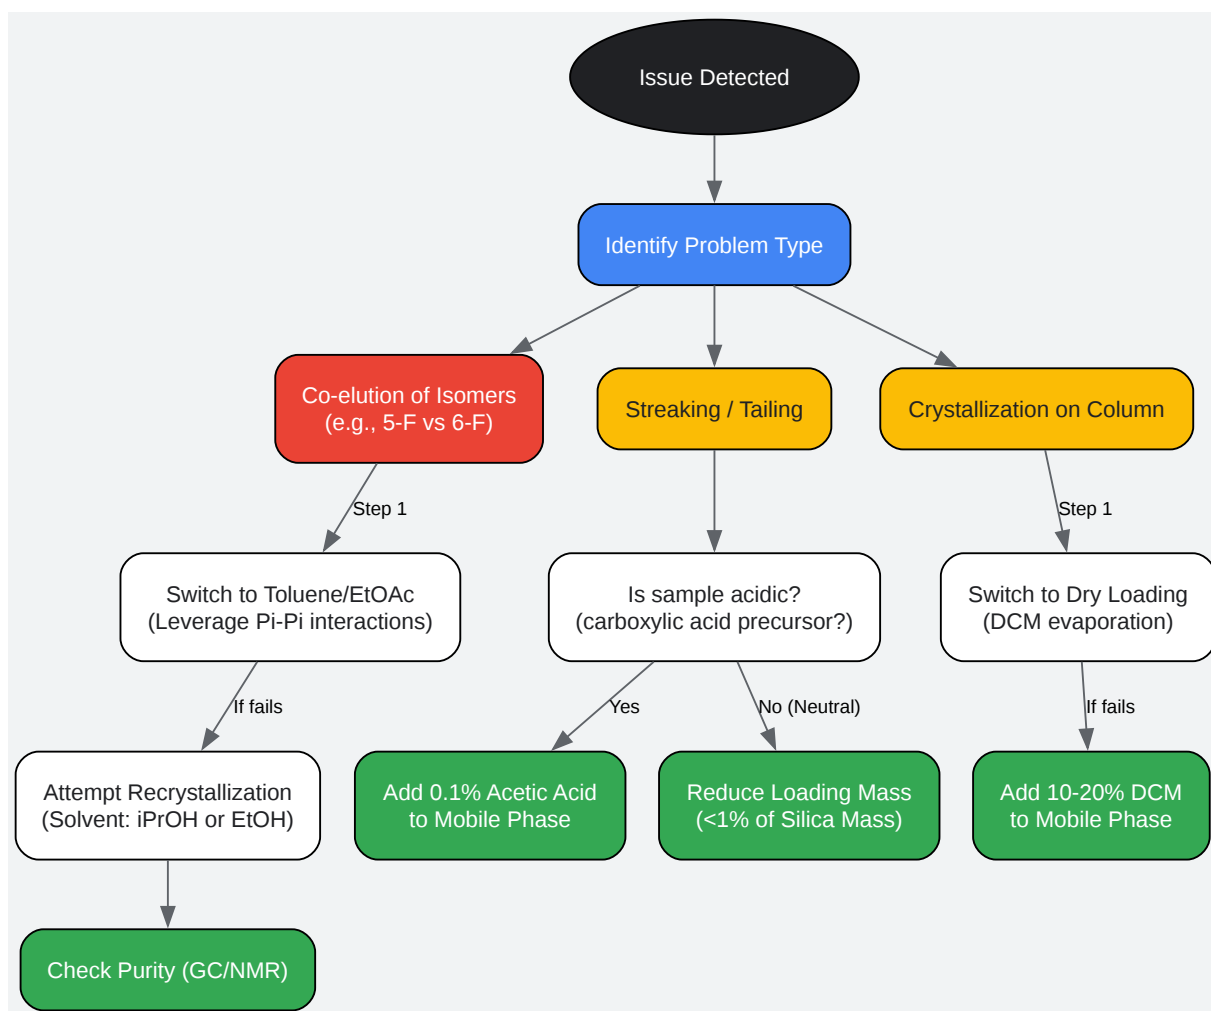 Issue Detected
Identify Problem Type
Co-elution of Isomers
(e.g., 5-F vs 6-F)
Streaking / Tailing
Crystallization on Column
Step 1
Step 1
Switch to Toluene/EtOAc
(Leverage Pi-Pi interactions)
Is sample acidic?
(carboxylic acid precursor?)
Switch to Dry Loading
(DCM evaporation)
If fails
Yes
No (Neutral)
If fails
Attempt Recrystallization
(Solvent: iPrOH or EtOH)
Add 0.1% Acetic Acid
to Mobile Phase
Reduce Loading Mass
(<1% of Silica Mass)
Add 10-20% DCM
to Mobile Phase
Check Purity (GC/NMR)